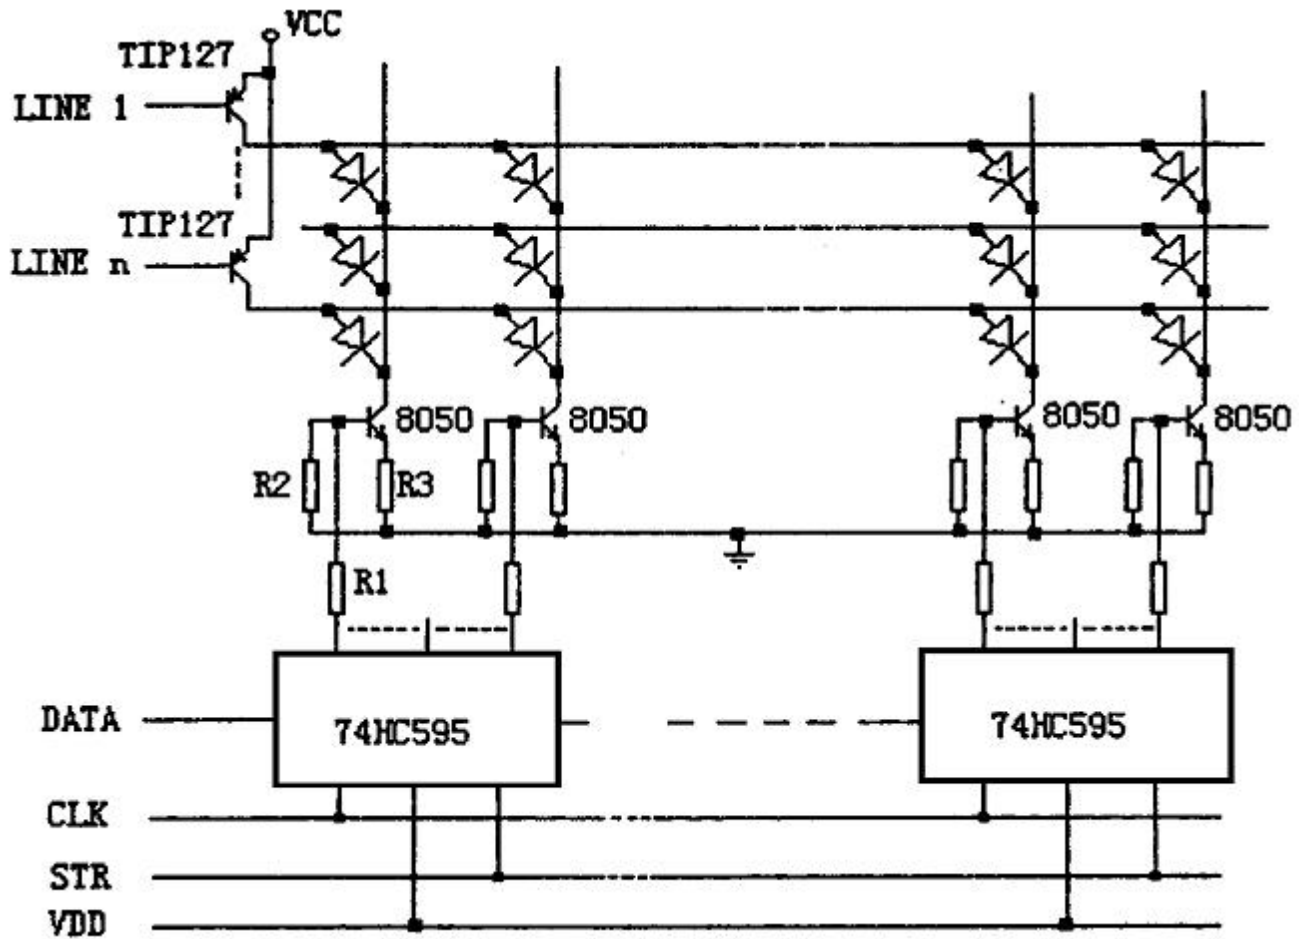 VCC
TIP127
LINE 1
TIP127
LINE n
8050
8050
8050
8050
R2
R3
R1
DATA
74HC595
74HC595
CLK
STR
VDD